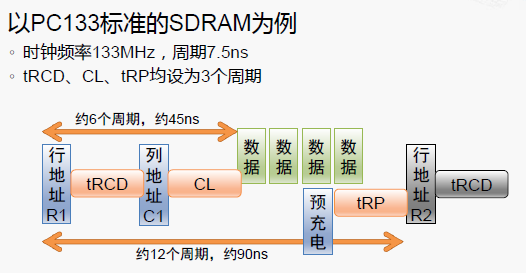 以PC133标准的SDRAM为例
时钟频率133MHz，周期7.5ns
tRCD、CL、tRP均设为3个周期
约6个周期，约45ns
行地址R1
tRCD
列地址C1
CL
数据
数据
数据
数据
预充电
tRP
行地址R2
tRCD
约12个周期，约90ns